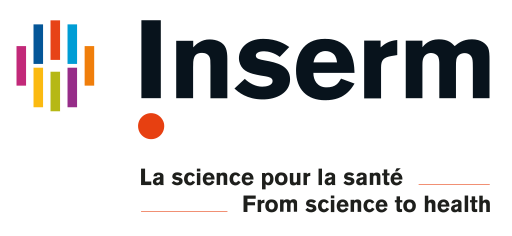 Inserm
La science pour la santé
From science to health